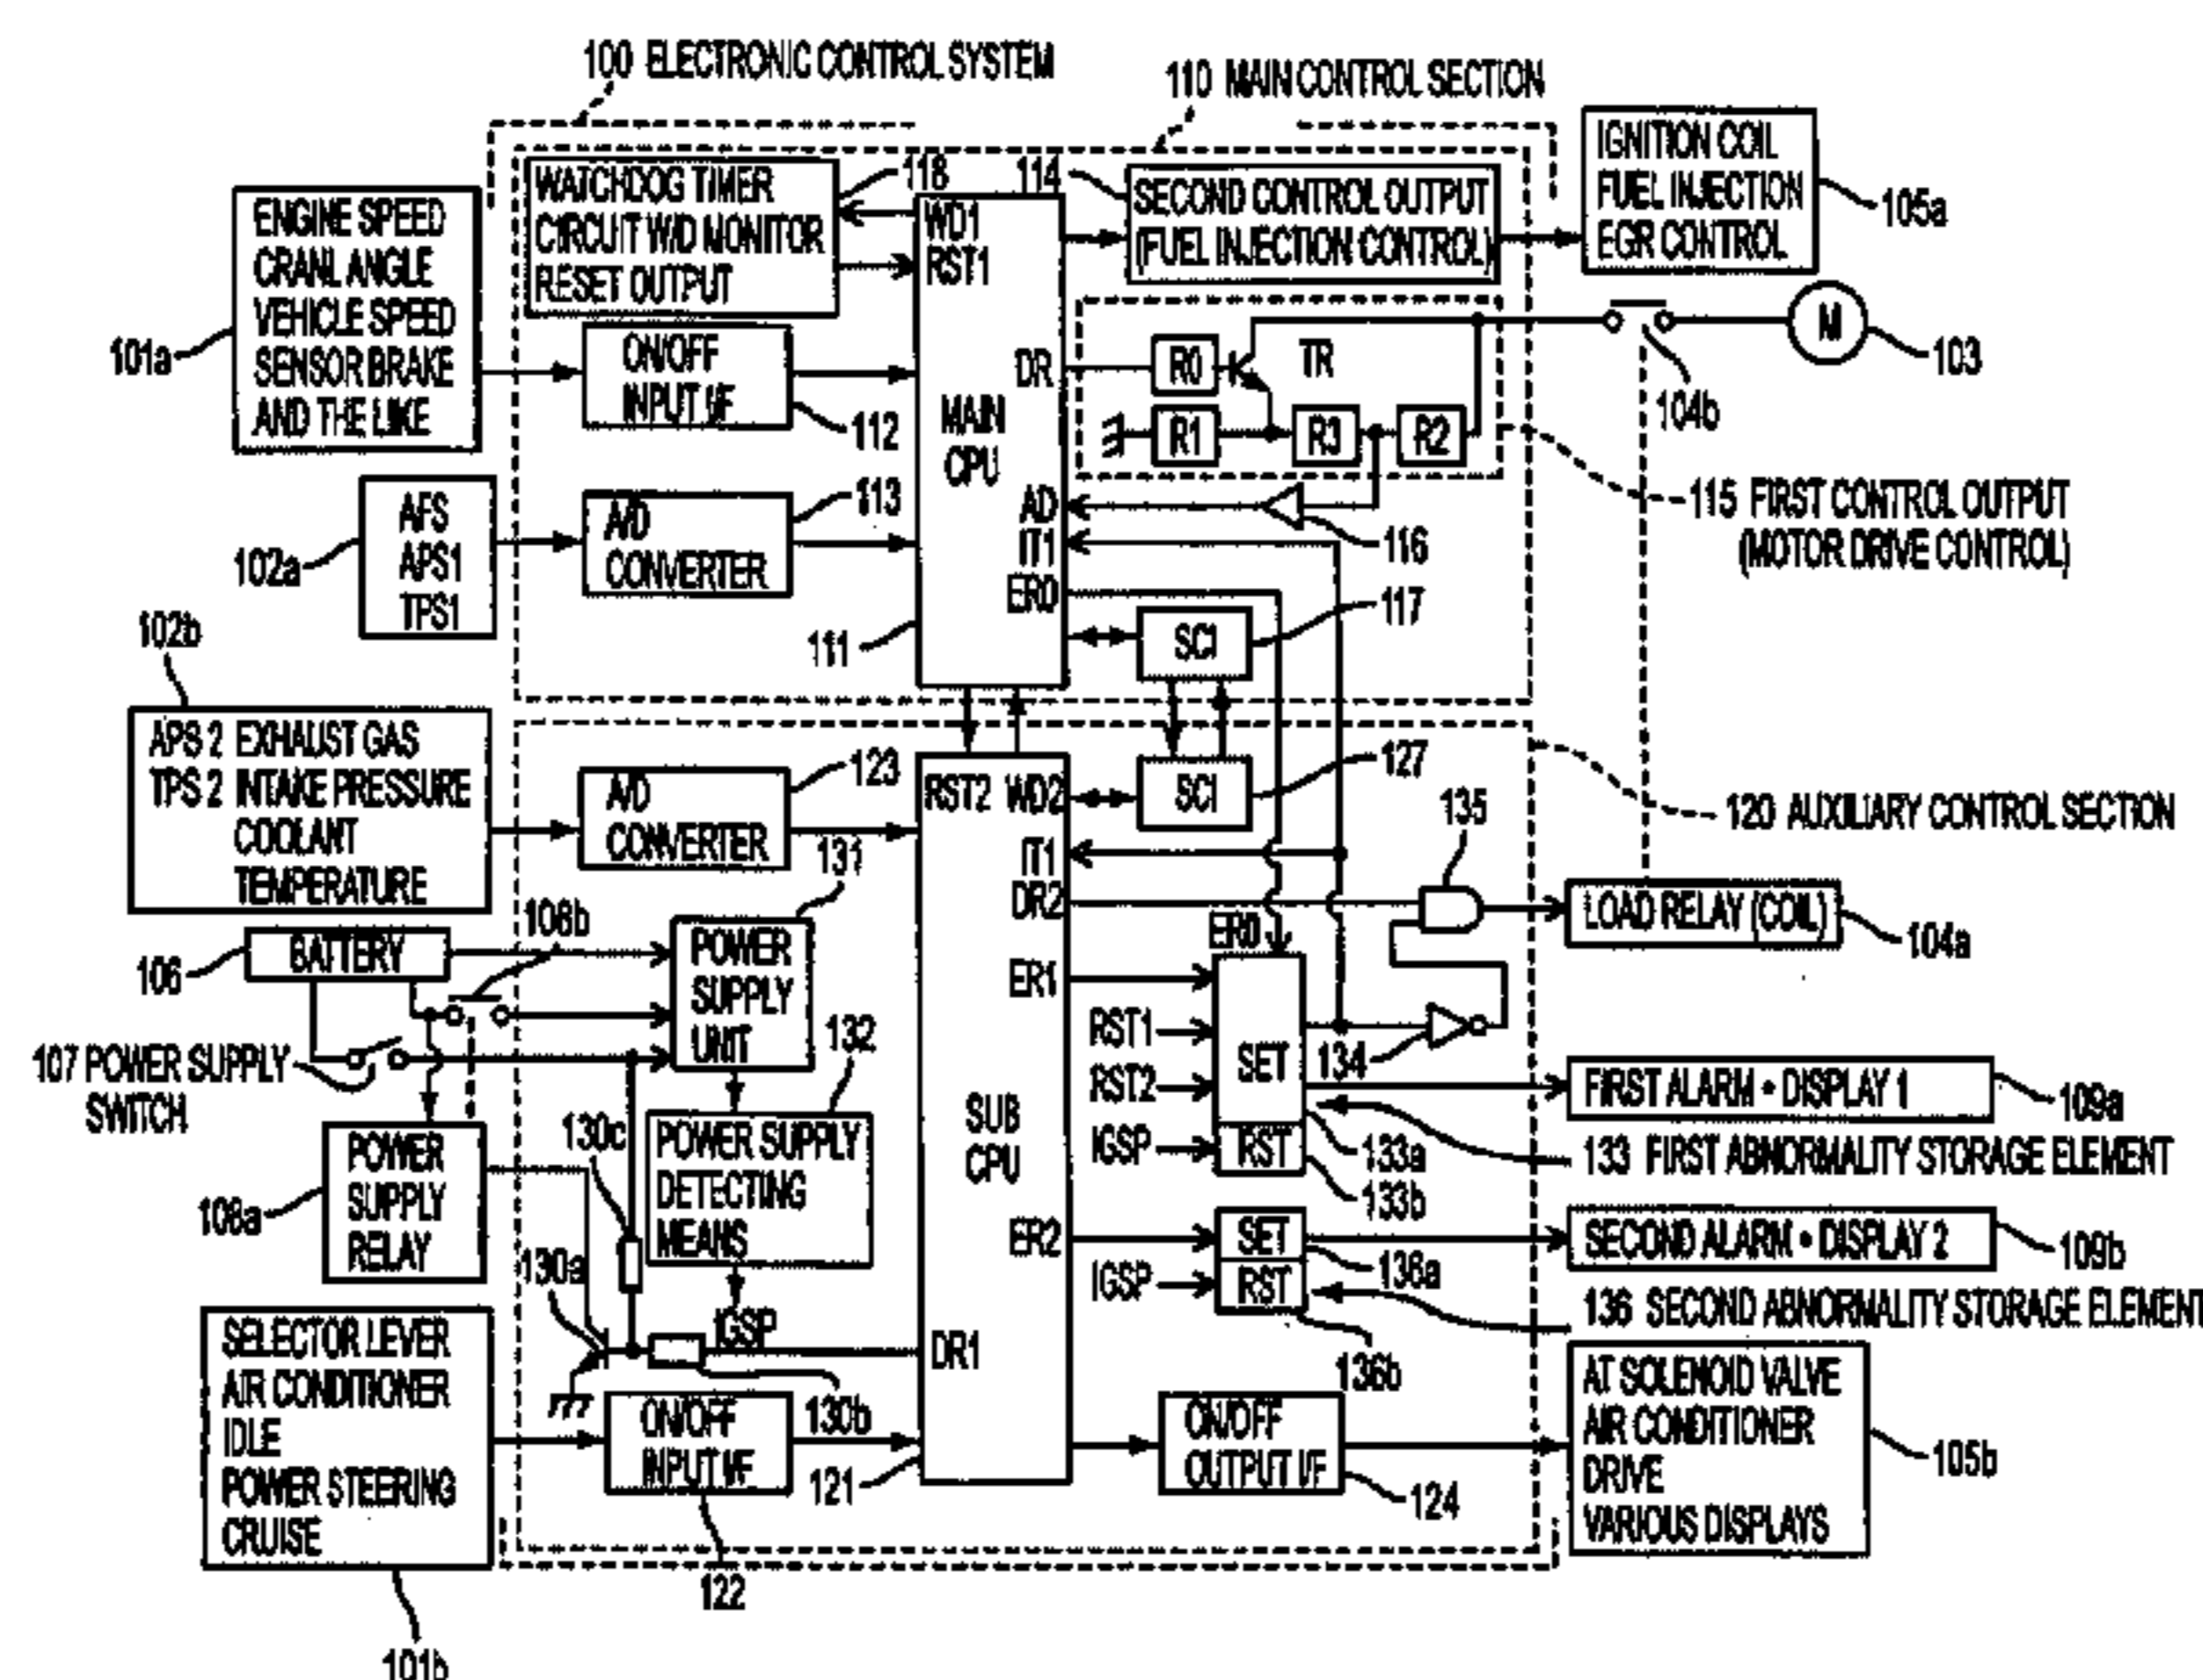 100 ELECTRONIC CONTROL SYSTEM
110 MAIN CONTROL SECTION
WATCHDOG TIMER
CIRCUIT W/D MONITOR
RESET OUTPUT
118
114
WD1
RST1
SECOND CONTROL OUTPUT
(FUEL INJECTION CONTROL)
IGNITION COIL
FUEL INJECTION
EGR CONTROL
105a
ENGINE SPEED
CRANL ANGLE
VEHICLE SPEED
SENSOR BRAKE
AND THE LIKE
101a
ON/OFF
INPUT I/F
112
MAIN
CPU
DR
R0
TR
R1
R3
R2
M
103
104b
AFS
APS1
TPS1
102a
A/D
CONVERTER
113
AD
IT1
ER0
116
115 FIRST CONTROL OUTPUT
(MOTOR DRIVE CONTROL)
SCI
117
111
102b
APS 2 EXHAUST GAS
TPS 2 INTAKE PRESSURE
COOLANT
TEMPERATURE
A/D
CONVERTER
123
RST2 WD2
SCI
127
IT1
DR2
135
120 AUXILIARY CONTROL SECTION
LOAD RELAY (COIL)
104a
131
BATTERY
106
108b
POWER
SUPPLY
UNIT
107 POWER SUPPLY
SWITCH
132
POWER SUPPLY
DETECTING
MEANS
130c
POWER
SUPPLY
RELAY
108a
130a
IGSP
130b
SUB
CPU
ER1
ER0
RST1
RST2
IGSP
SET
RST
134
133a
133b
FIRST ALARM • DISPLAY 1
109a
133 FIRST ABNORMALITY STORAGE ELEMENT
ER2
IGSP
SET
RST
136a
136b
SECOND ALARM • DISPLAY 2
109b
136 SECOND ABNORMALITY STORAGE ELEMENT
DR1
SELECTOR LEVER
AIR CONDITIONER
IDLE
POWER STEERING
CRUISE
101b
ON/OFF
INPUT I/F
122
121
ON/OFF
OUTPUT I/F
124
AT SOLENOID VALVE
AIR CONDITIONER
DRIVE
VARIOUS DISPLAYS
105b